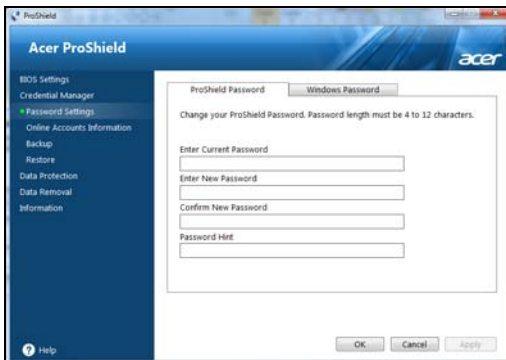 ProShield
Acer ProShield
acer
BIOS Settings
Credential Manager
Password Settings
Online Accounts Information
Backup
Restore
Data Protection
Data Removal
Information
ProShield Password
Windows Password
Change your ProShield Password. Password length must be 4 to 12 characters.
Enter Current Password
Enter New Password
Confirm New Password
Password Hint
? Help
OK
Cancel
Apply